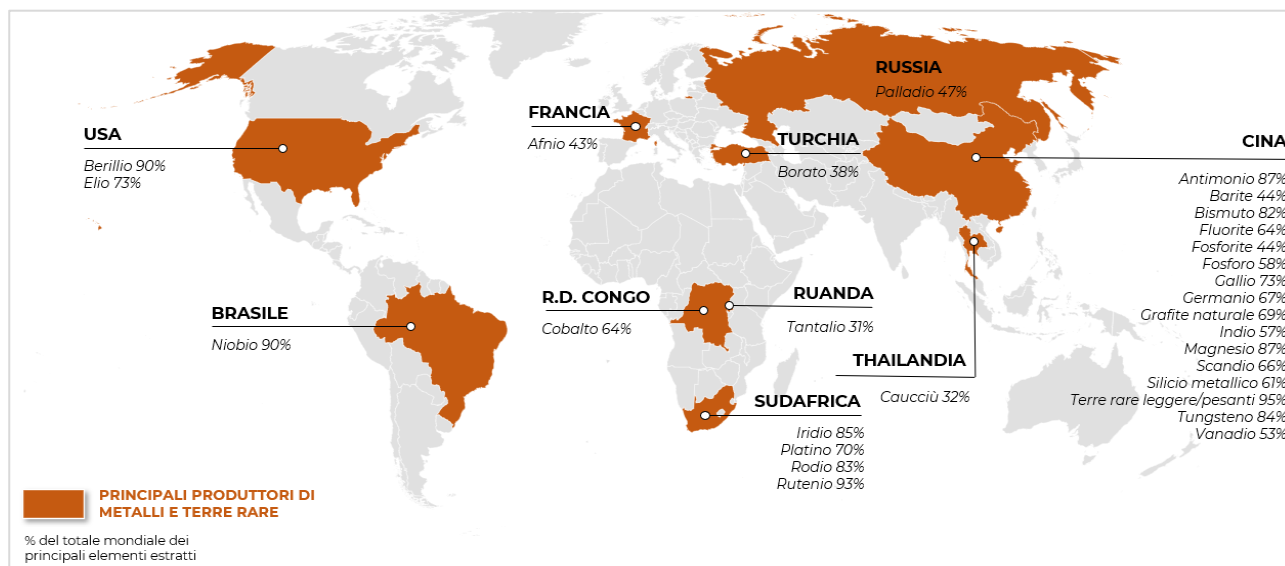 USA
Berillio 90%
Elio 73%
BRASILE
Niobio 90%
FRANCIA
Afnio 43%
RUSSIA
Palladio 47%
TURCHIA
Borato 38%
R.D. CONGO
Cobalto 64%
RUANDA
Tantalio 31%
THAILANDIA
Caucciù 32%
SUDAFRICA
Iridio 85%
Platino 70%
Rodio 83%
Rutenio 93%
CINA
Antimonio 87%
Barite 44%
Bismuto 82%
Fluorite 64%
Fosforite 44%
Fosforo 58%
Gallio 73%
Germanio 67%
Grafite naturale 69%
Indio 57%
Magnesio 87%
Scandio 66%
Silicio metallico 61%
Terre rare leggere/pesanti 95%
Tungsteno 84%
Vanadio 53%
PRINCIPALI PRODUTTORI DI
METALLI E TERRE RARE
% del totale mondiale dei
principali elementi estratti